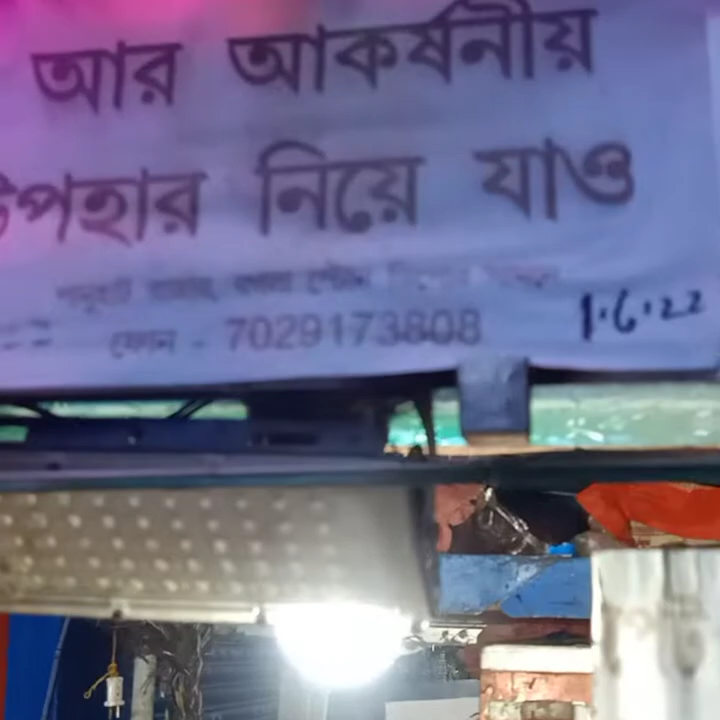 আর আকর্ষনীয়
উপহার নিয়ে যাও
ফোন - 7029173808
1.6.22